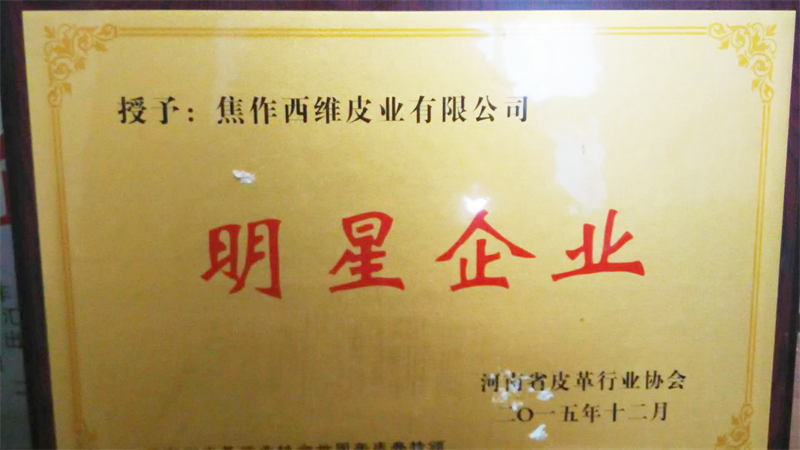 授予：焦作西维皮业有限公司
明星企业
河南省皮革行业协会
二〇一五年十二月